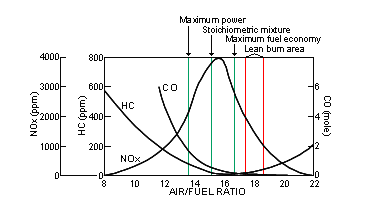 Maximum power
Stoichiometric mixture
Maximum fuel economy
Lean burn area
4000 800
3000 600 6
2000 400 4
1000 200 2
0 0 0
NOx (ppm)
HC (ppm)
CO (mole)
CO
HC
NOx
8 10 12 14 16 18 20 22
AIR/FUEL RATIO